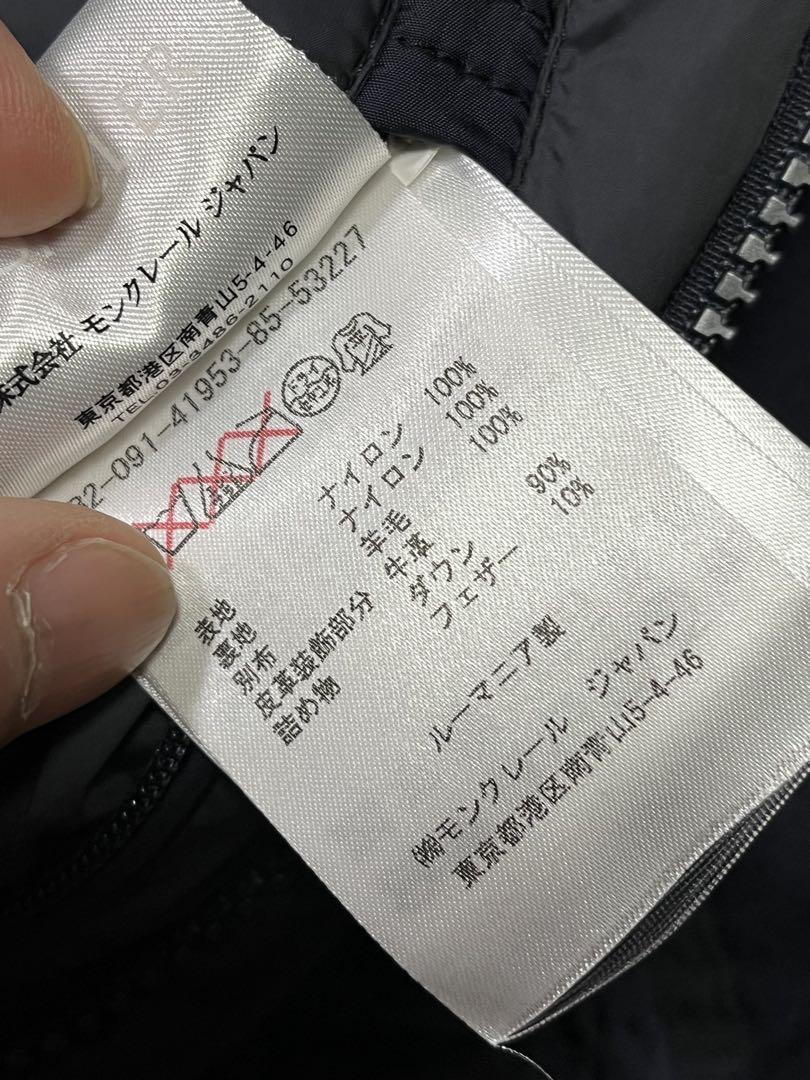 IER
株式会社 モンクレール ジャパン
東京都港区南青山5-4-46
TEL.03-3486-2110
32-091-41953-85-53227
ドライ
表地 ナイロン 100%
裏地 ナイロン 100%
別布 羊毛 100%
皮革装飾部分 牛革
詰め物 ダウン 90%
フェザー 10%
ルーマニア製
㈱モンクレール ジャパン
東京都港区南青山5-4-46